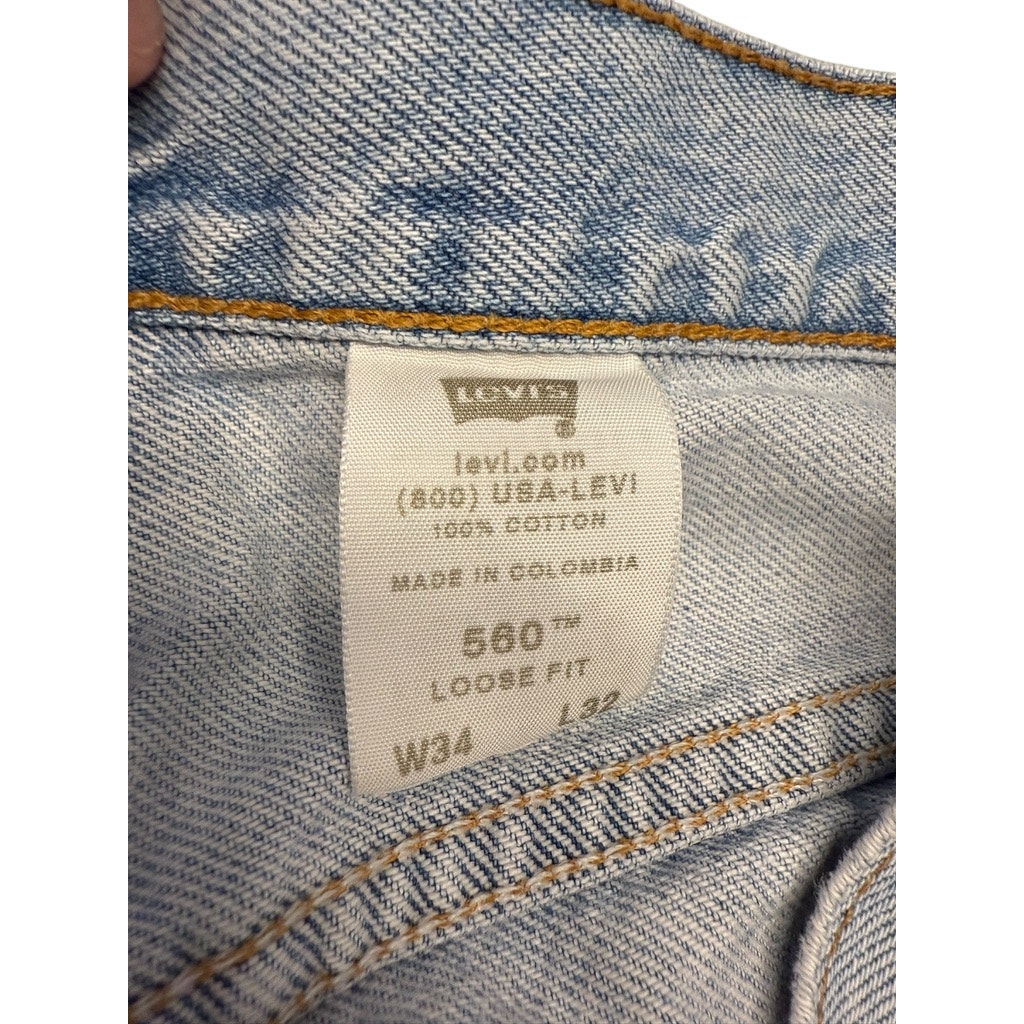 Levi's
®
levi.com
(800) USA-LEVI
100% COTTON
MADE IN COLOMBIA
560™
LOOSE FIT
W34 L32